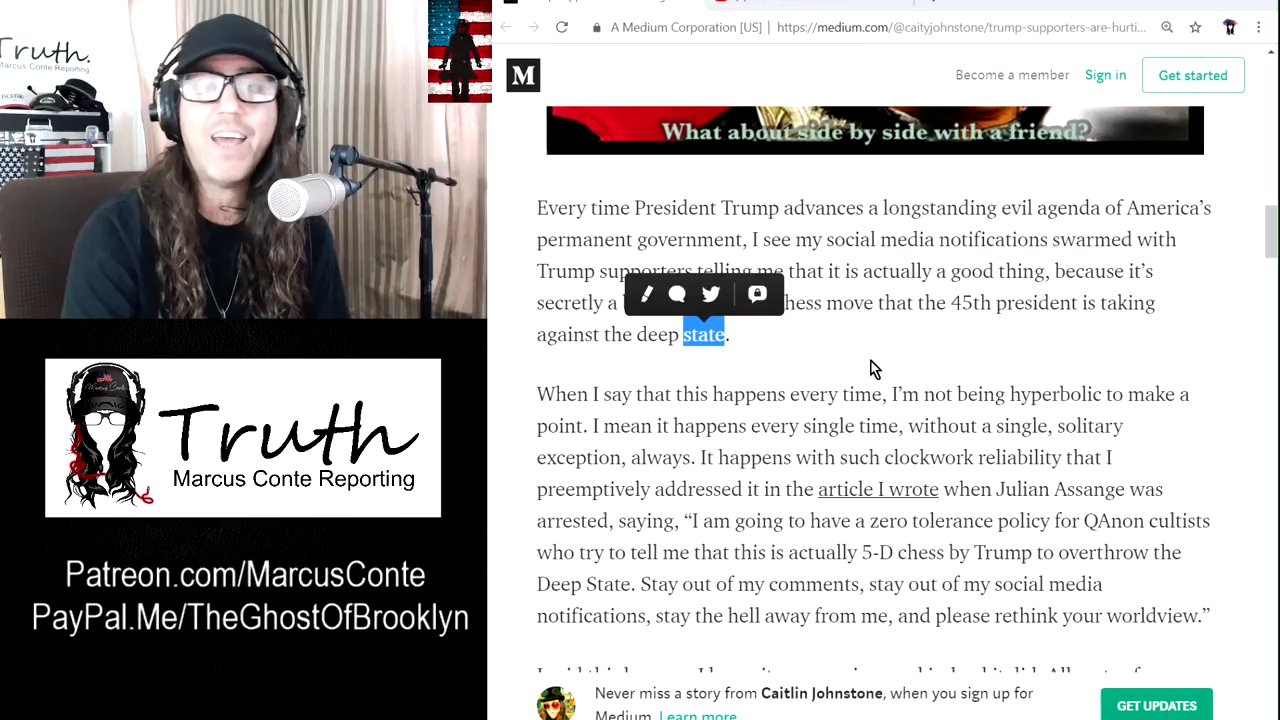 Truth.
Marcus Conte Reporting
A Medium Corporation [US] | https://medium.com/@caityjohnstone/trump-supporters-are-hurt...
M
Become a member
Sign in
Get started
What about side by side with a friend?
Every time President Trump advances a longstanding evil agenda of America’s
permanent government, I see my social media notifications swarmed with
Trump supporters telling me that it is actually a good thing, because it’s
secretly a chess move that the 45th president is taking
against the deep state.
When I say that this happens every time, I’m not being hyperbolic to make a
point. I mean it happens every single time, without a single, solitary
exception, always. It happens with such clockwork reliability that I
preemptively addressed it in the article I wrote when Julian Assange was
arrested, saying, “I am going to have a zero tolerance policy for QAnon cultists
who try to tell me that this is actually 5-D chess by Trump to overthrow the
Deep State. Stay out of my comments, stay out of my social media
notifications, stay the hell away from me, and please rethink your worldview.”
Never miss a story from Caitlin Johnstone, when you sign up for
Medium. Learn more
GET UPDATES
Truth
Marcus Conte Reporting
Patreon.com/MarcusConte
PayPal.Me/TheGhostOfBrooklyn